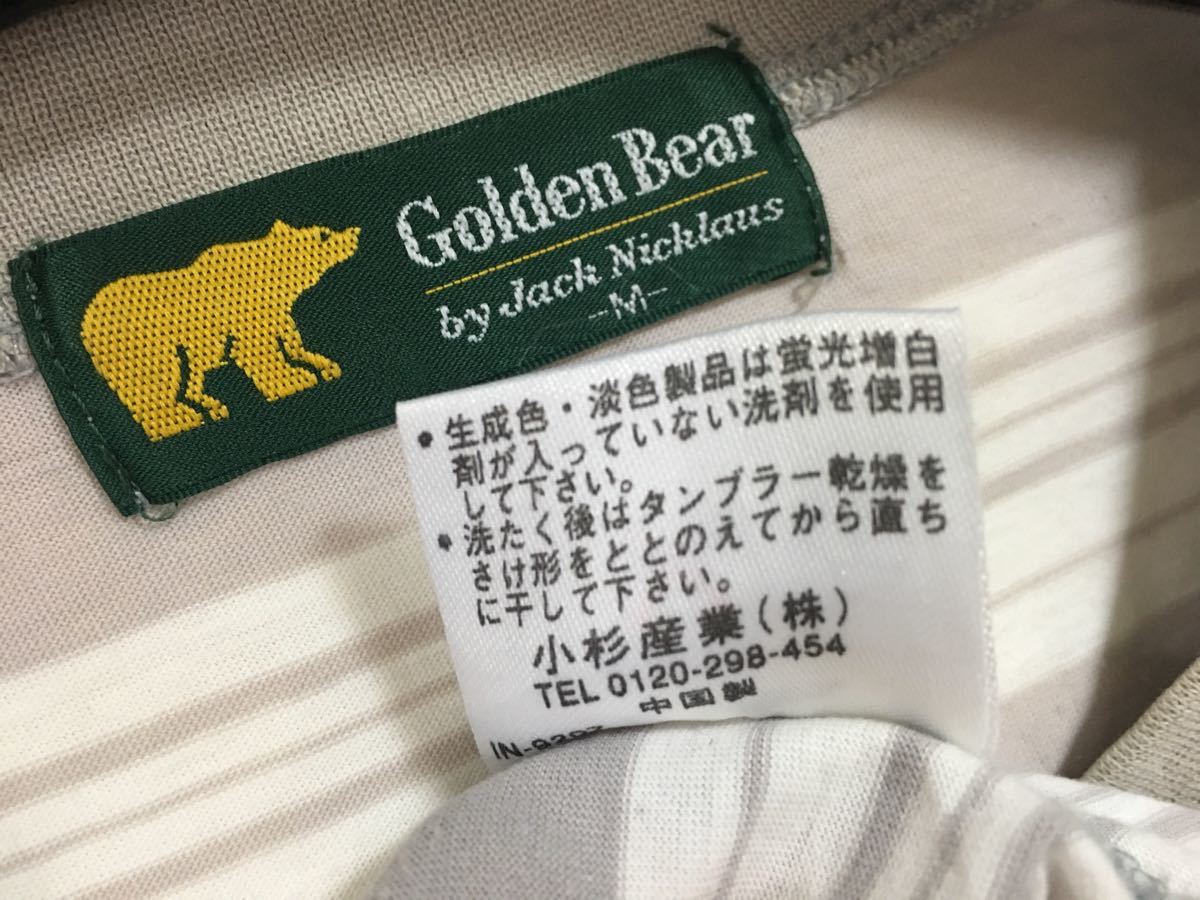 Golden Bear
by Jack Nicklaus
-M-
・生成色・淡色製品は蛍光増白
剤が入っていない洗剤を使用
して下さい。
・洗たく後はタンブラー乾燥を
さけ形をととのえてから直ち
に干して下さい。
小杉産業(株)
TEL 0120-298-454
中国製